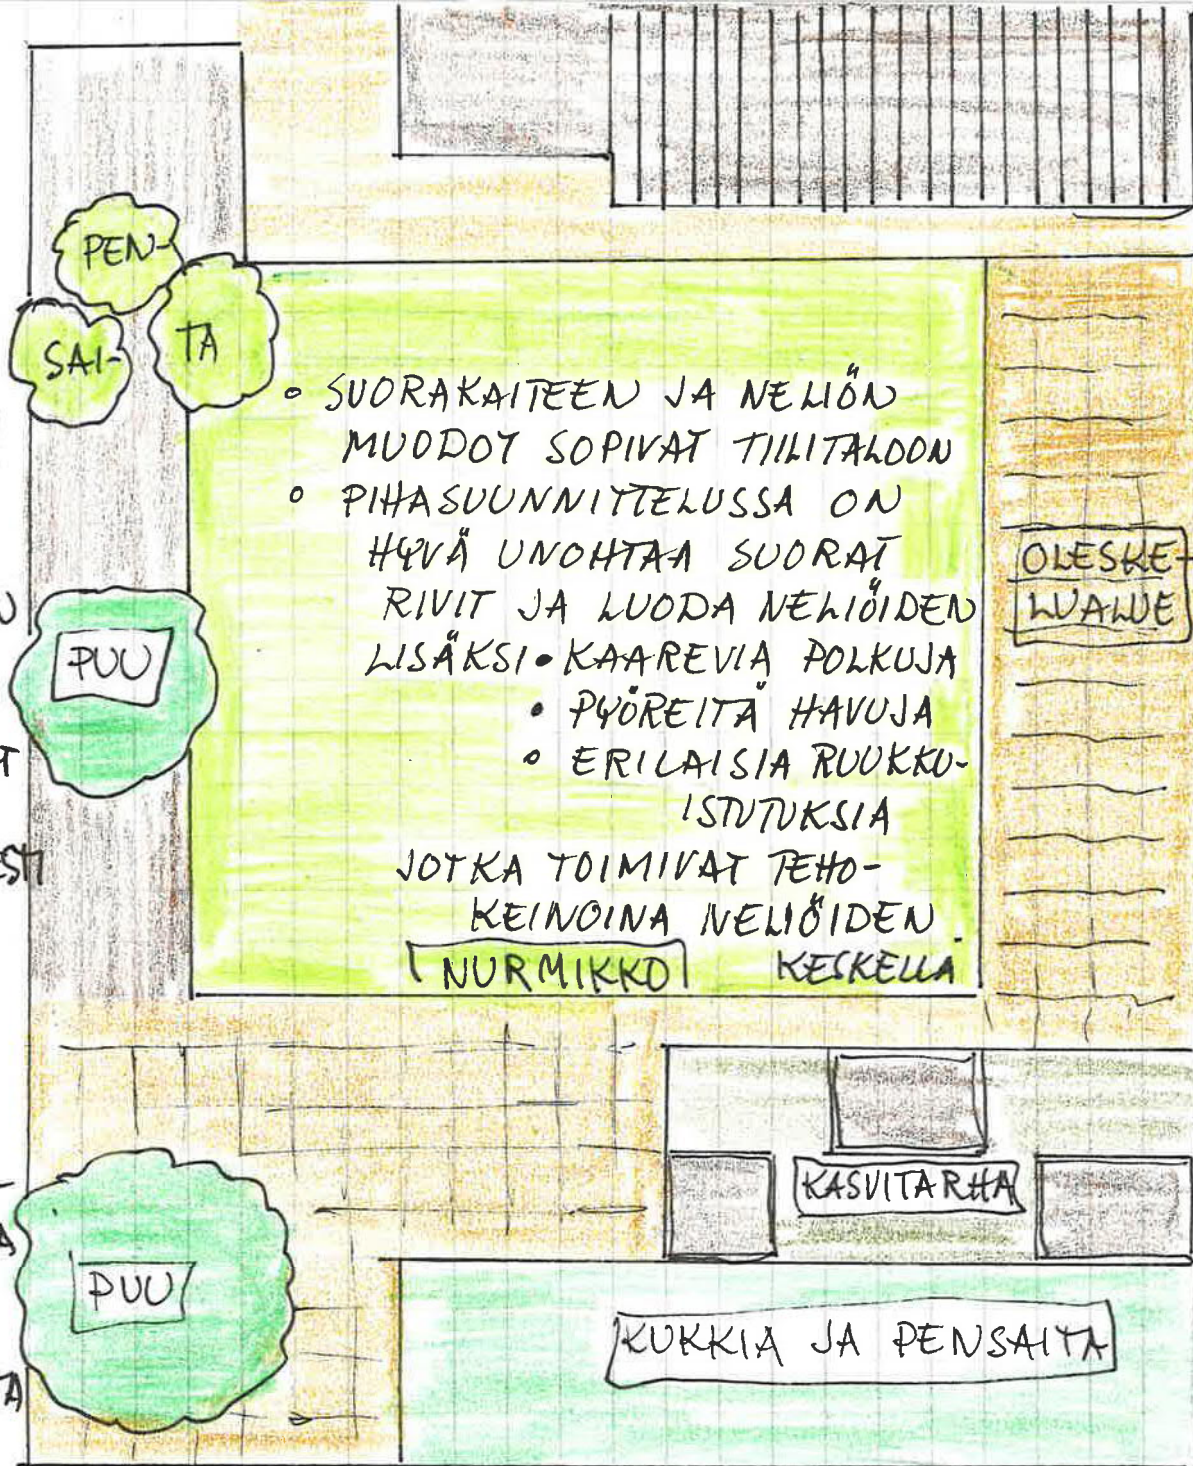 PEN-
SAI-
TA
• SUORAKAITEEN JA NELIÖN
MUODOT SOPIVAT TIILITALOON
• PIHASUUNNITTELUSSA ON
HYVÄ UNOHTAA SUORAT
RIVIT JA LUODA NELIÖIDEN
LISÄKSI • KAAREVIA POLKUJA
• PYÖREITÄ HAVUJA
• ERILAISIA RUUKKU-
ISTUTUKSIA
JOTKA TOIMIVAT TEHO-
KEINOINA NELIÖIDEN
KESKELLÄ.
NURMIKKO
OLESKE-
LUALUE
PUU
KASVITARHA
PUU
KUKKIA JA PENSAITA